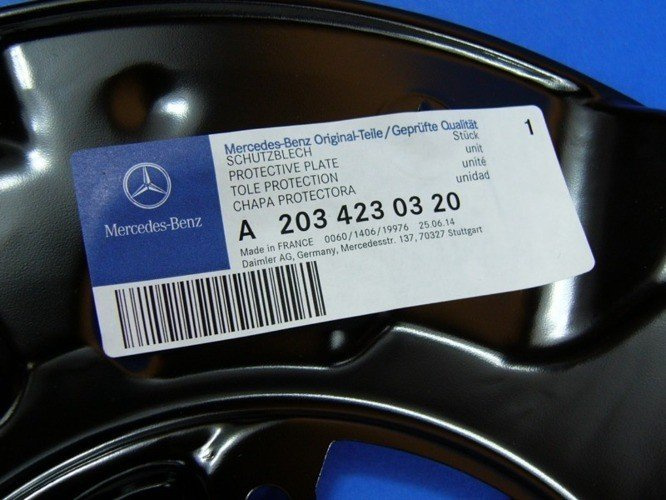 Mercedes-Benz Original-Teile/Geprüfte Qualität
SCHUTZBLECH Stück
PROTECTIVE PLATE unit
TOLE PROTECTION unité
CHAPA PROTECTORA unidad
1
Mercedes-Benz
A 203 423 03 20
Made in FRANCE 0060/1406/19976 25.06.14
Daimler AG, Germany, Mercedesstr. 137, 70327 Stuttgart